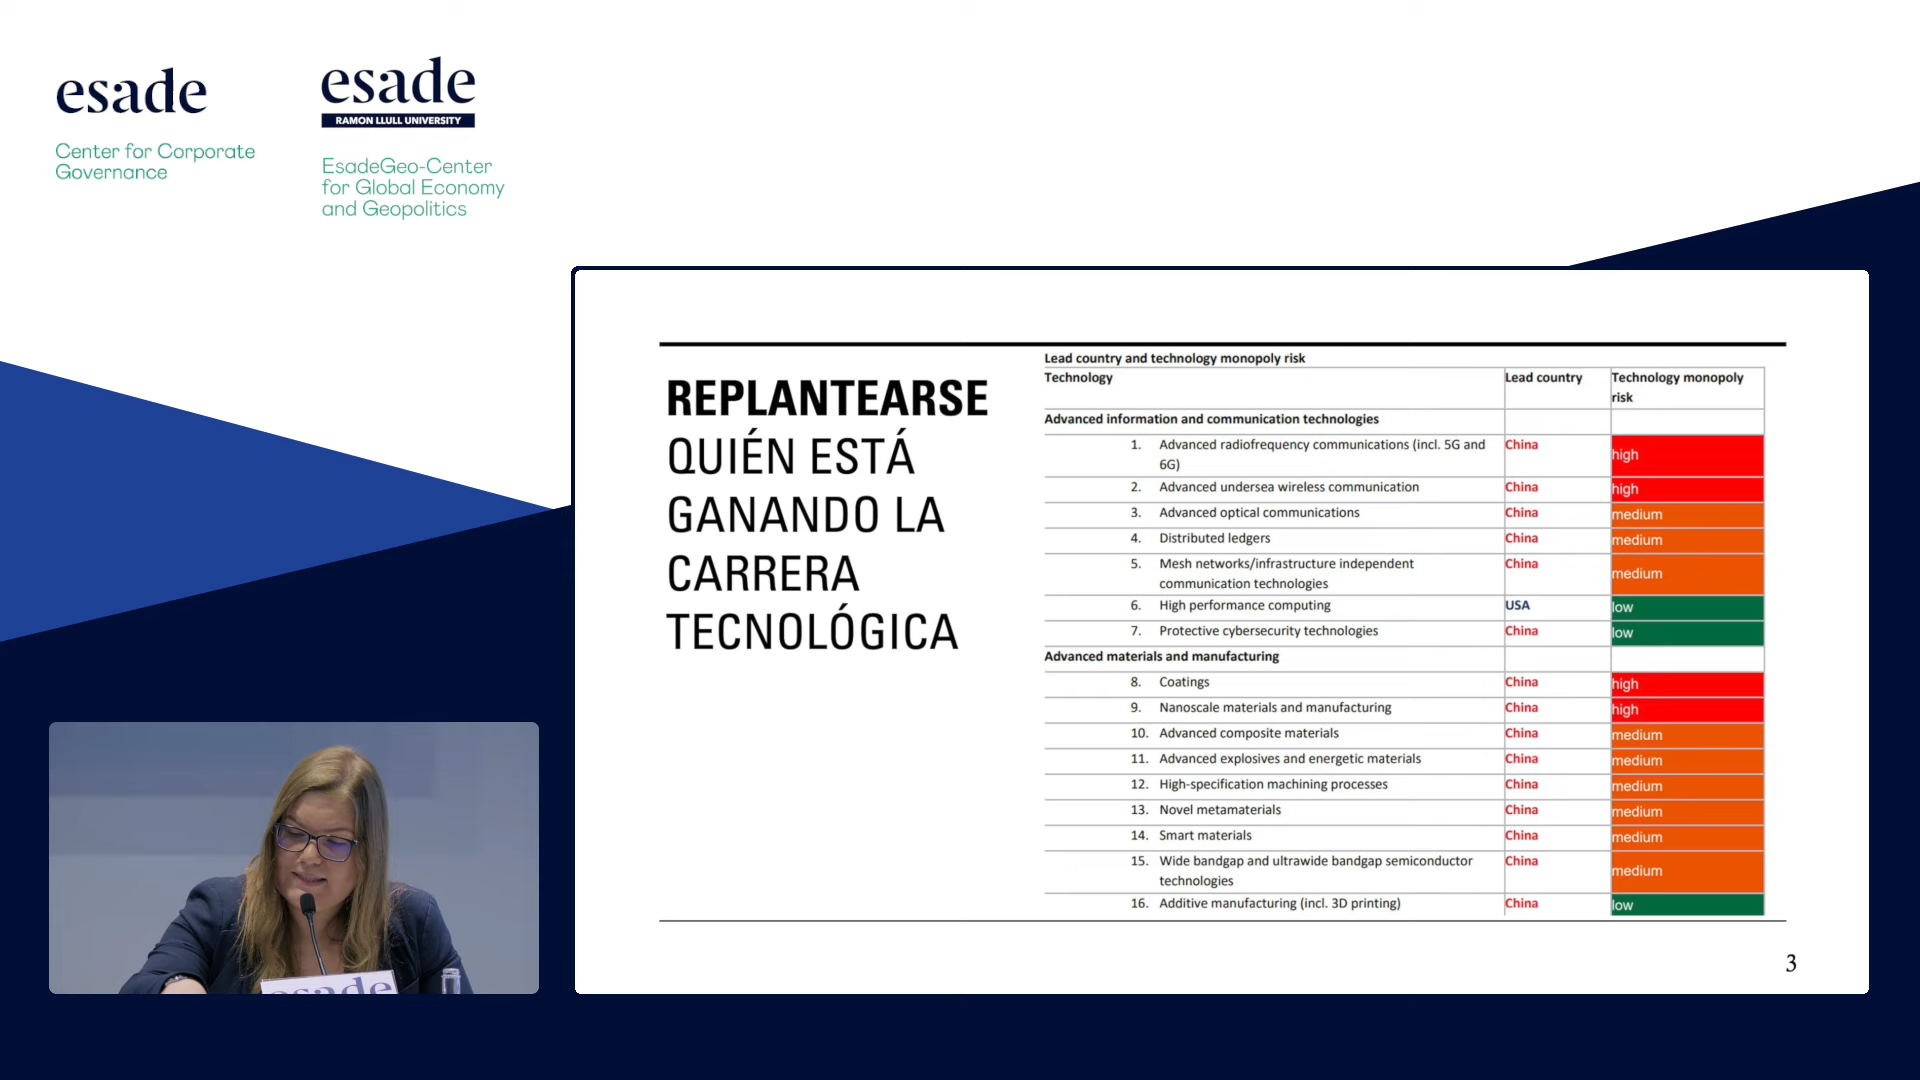 esade
Center for Corporate
Governance
esade
RAMON LLULL UNIVERSITY
EsadeGeo-Center
for Global Economy
and Geopolitics
REPLANTEARSE
QUIÉN ESTÁ
GANANDO LA
CARRERA
TECNOLÓGICA
Lead country and technology monopoly risk
Technology Lead country Technology monopoly
risk
Advanced information and communication technologies
1. Advanced radiofrequency communications (incl. 5G and China high
6G)
2. Advanced undersea wireless communication China high
3. Advanced optical communications China medium
4. Distributed ledgers China medium
5. Mesh networks/infrastructure independent China medium
communication technologies
6. High performance computing USA low
7. Protective cybersecurity technologies China low
Advanced materials and manufacturing
8. Coatings China high
9. Nanoscale materials and manufacturing China high
10. Advanced composite materials China medium
11. Advanced explosives and energetic materials China medium
12. High-specification machining processes China medium
13. Novel metamaterials China medium
14. Smart materials China medium
15. Wide bandgap and ultrawide bandgap semiconductor China medium
technologies
16. Additive manufacturing (incl. 3D printing) China low
3
esade